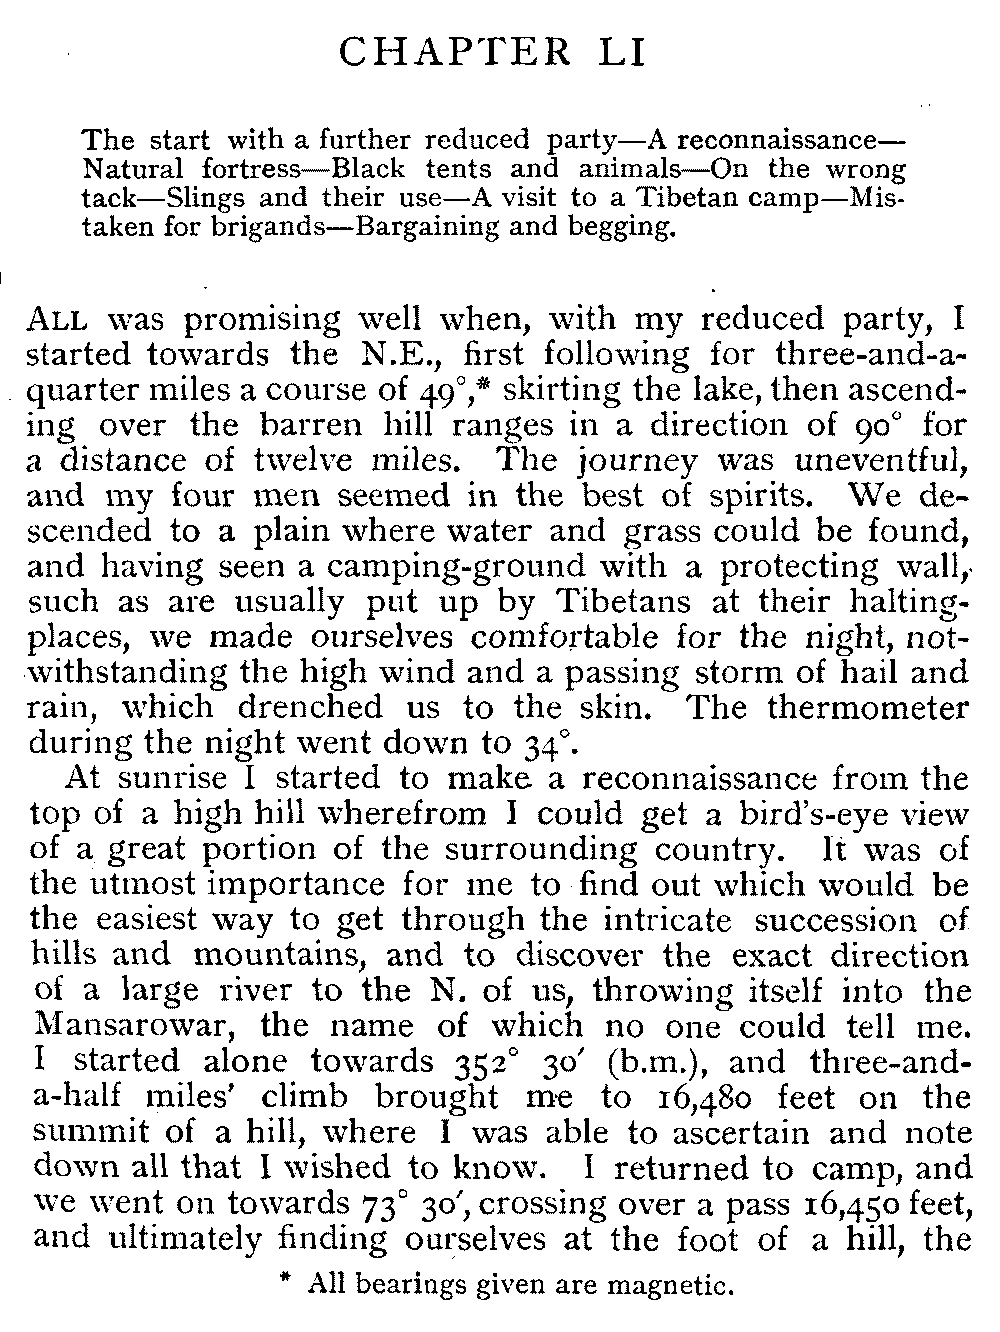 CHAPTER LI
The start with a further reduced party—A reconnaissance—
Natural fortress—Black tents and animals—On the wrong
tack—Slings and their use—A visit to a Tibetan camp—Mis-
taken for brigands—Bargaining and begging.
ALL was promising well when, with my reduced party, I
started towards the N.E., first following for three-and-a-
quarter miles a course of 49°,* skirting the lake, then ascend-
ing over the barren hill ranges in a direction of 90° for
a distance of twelve miles. The journey was uneventful,
and my four men seemed in the best of spirits. We de-
scended to a plain where water and grass could be found,
and having seen a camping-ground with a protecting wall,
such as are usually put up by Tibetans at their halting-
places, we made ourselves comfortable for the night, not-
withstanding the high wind and a passing storm of hail and
rain, which drenched us to the skin. The thermometer
during the night went down to 34°.
At sunrise I started to make a reconnaissance from the
top of a high hill wherefrom I could get a bird's-eye view
of a great portion of the surrounding country. It was of
the utmost importance for me to find out which would be
the easiest way to get through the intricate succession of
hills and mountains, and to discover the exact direction
of a large river to the N. of us, throwing itself into the
Mansarowar, the name of which no one could tell me.
I started alone towards 352° 30′ (b.m.), and three-and-
a-half miles' climb brought me to 16,480 feet on the
summit of a hill, where I was able to ascertain and note
down all that I wished to know. I returned to camp, and
we went on towards 73° 30′, crossing over a pass 16,450 feet,
and ultimately finding ourselves at the foot of a hill, the
* All bearings given are magnetic.